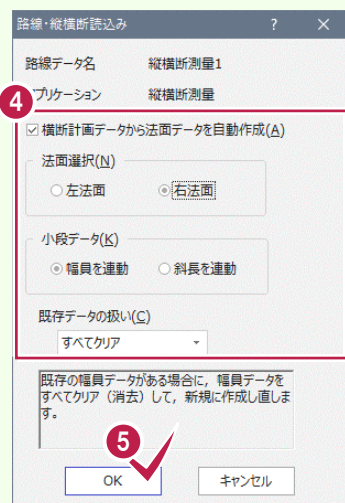 路線・縦横断読込み ? ×
路線データ名 縦横断測量1
プリケーション 縦横断測量
4
横断計画データから法面データを自動作成(A)
法面選択(N)
左法面 右法面
小段データ(K)
幅員を連動 斜長を連動
既存データの扱い(C)
すべてクリア
既存の幅員データがある場合に，幅員データを
すべてクリア（消去）して，新規に作成し直しま
す。
5
OK キャンセル